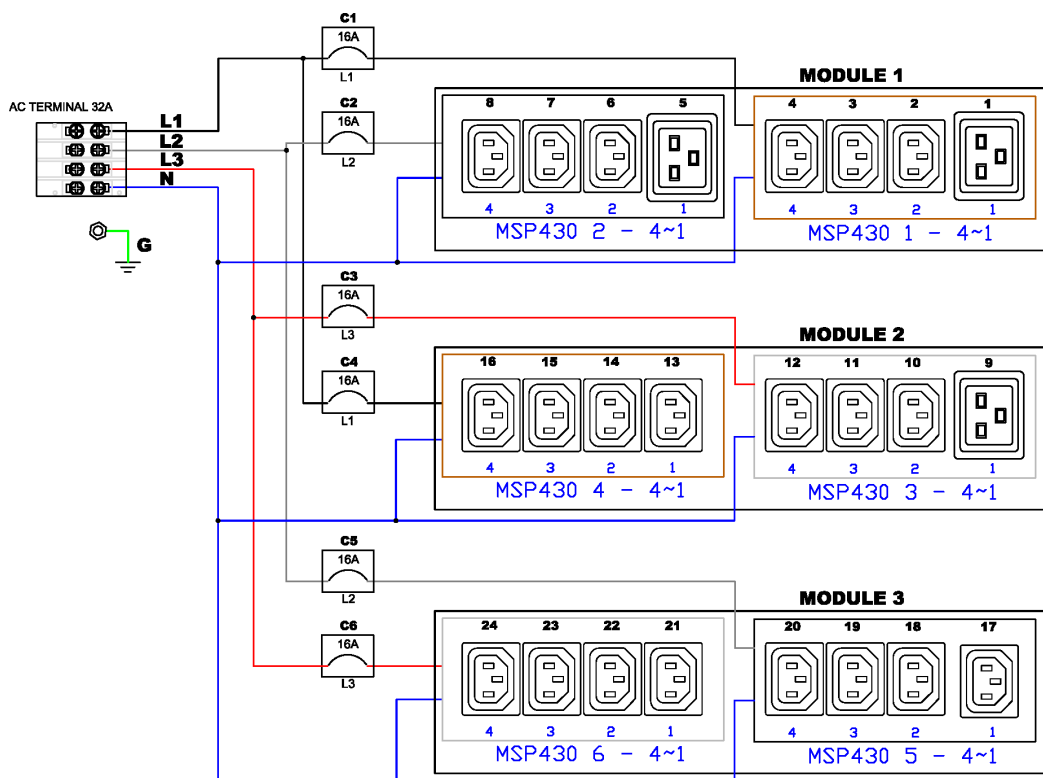 C1
16A
L1
MODULE 1
C2
16A
L2
8 7 6 5
4 3 2 1
4 3 2 1
4 3 2 1
MSP430 2 - 4~1
MSP430 1 - 4~1
AC TERMINAL 32A
L1
L2
L3
N
G
C3
16A
L3
MODULE 2
C4
16A
L1
16 15 14 13
12 11 10 9
4 3 2 1
4 3 2 1
MSP430 4 - 4~1
MSP430 3 - 4~1
C5
16A
L2
MODULE 3
C6
16A
L3
24 23 22 21
20 19 18 17
4 3 2 1
4 3 2 1
MSP430 6 - 4~1
MSP430 5 - 4~1